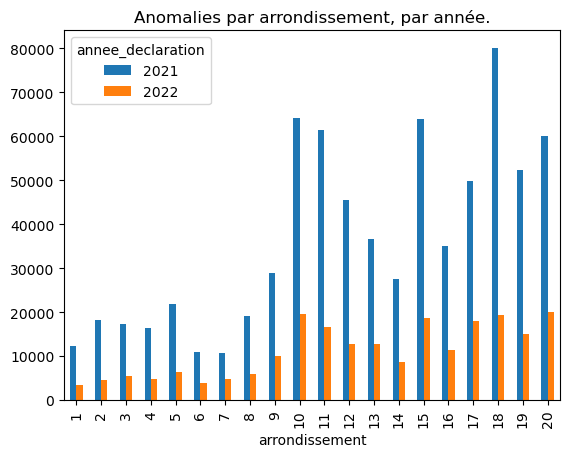 Anomalies par arrondissement, par année.
annee_declaration
2021
2022
80000
70000
60000
50000
40000
30000
20000
10000
0
1 2 3 4 5 6 7 8 9 10 11 12 13 14 15 16 17 18 19 20
arrondissement